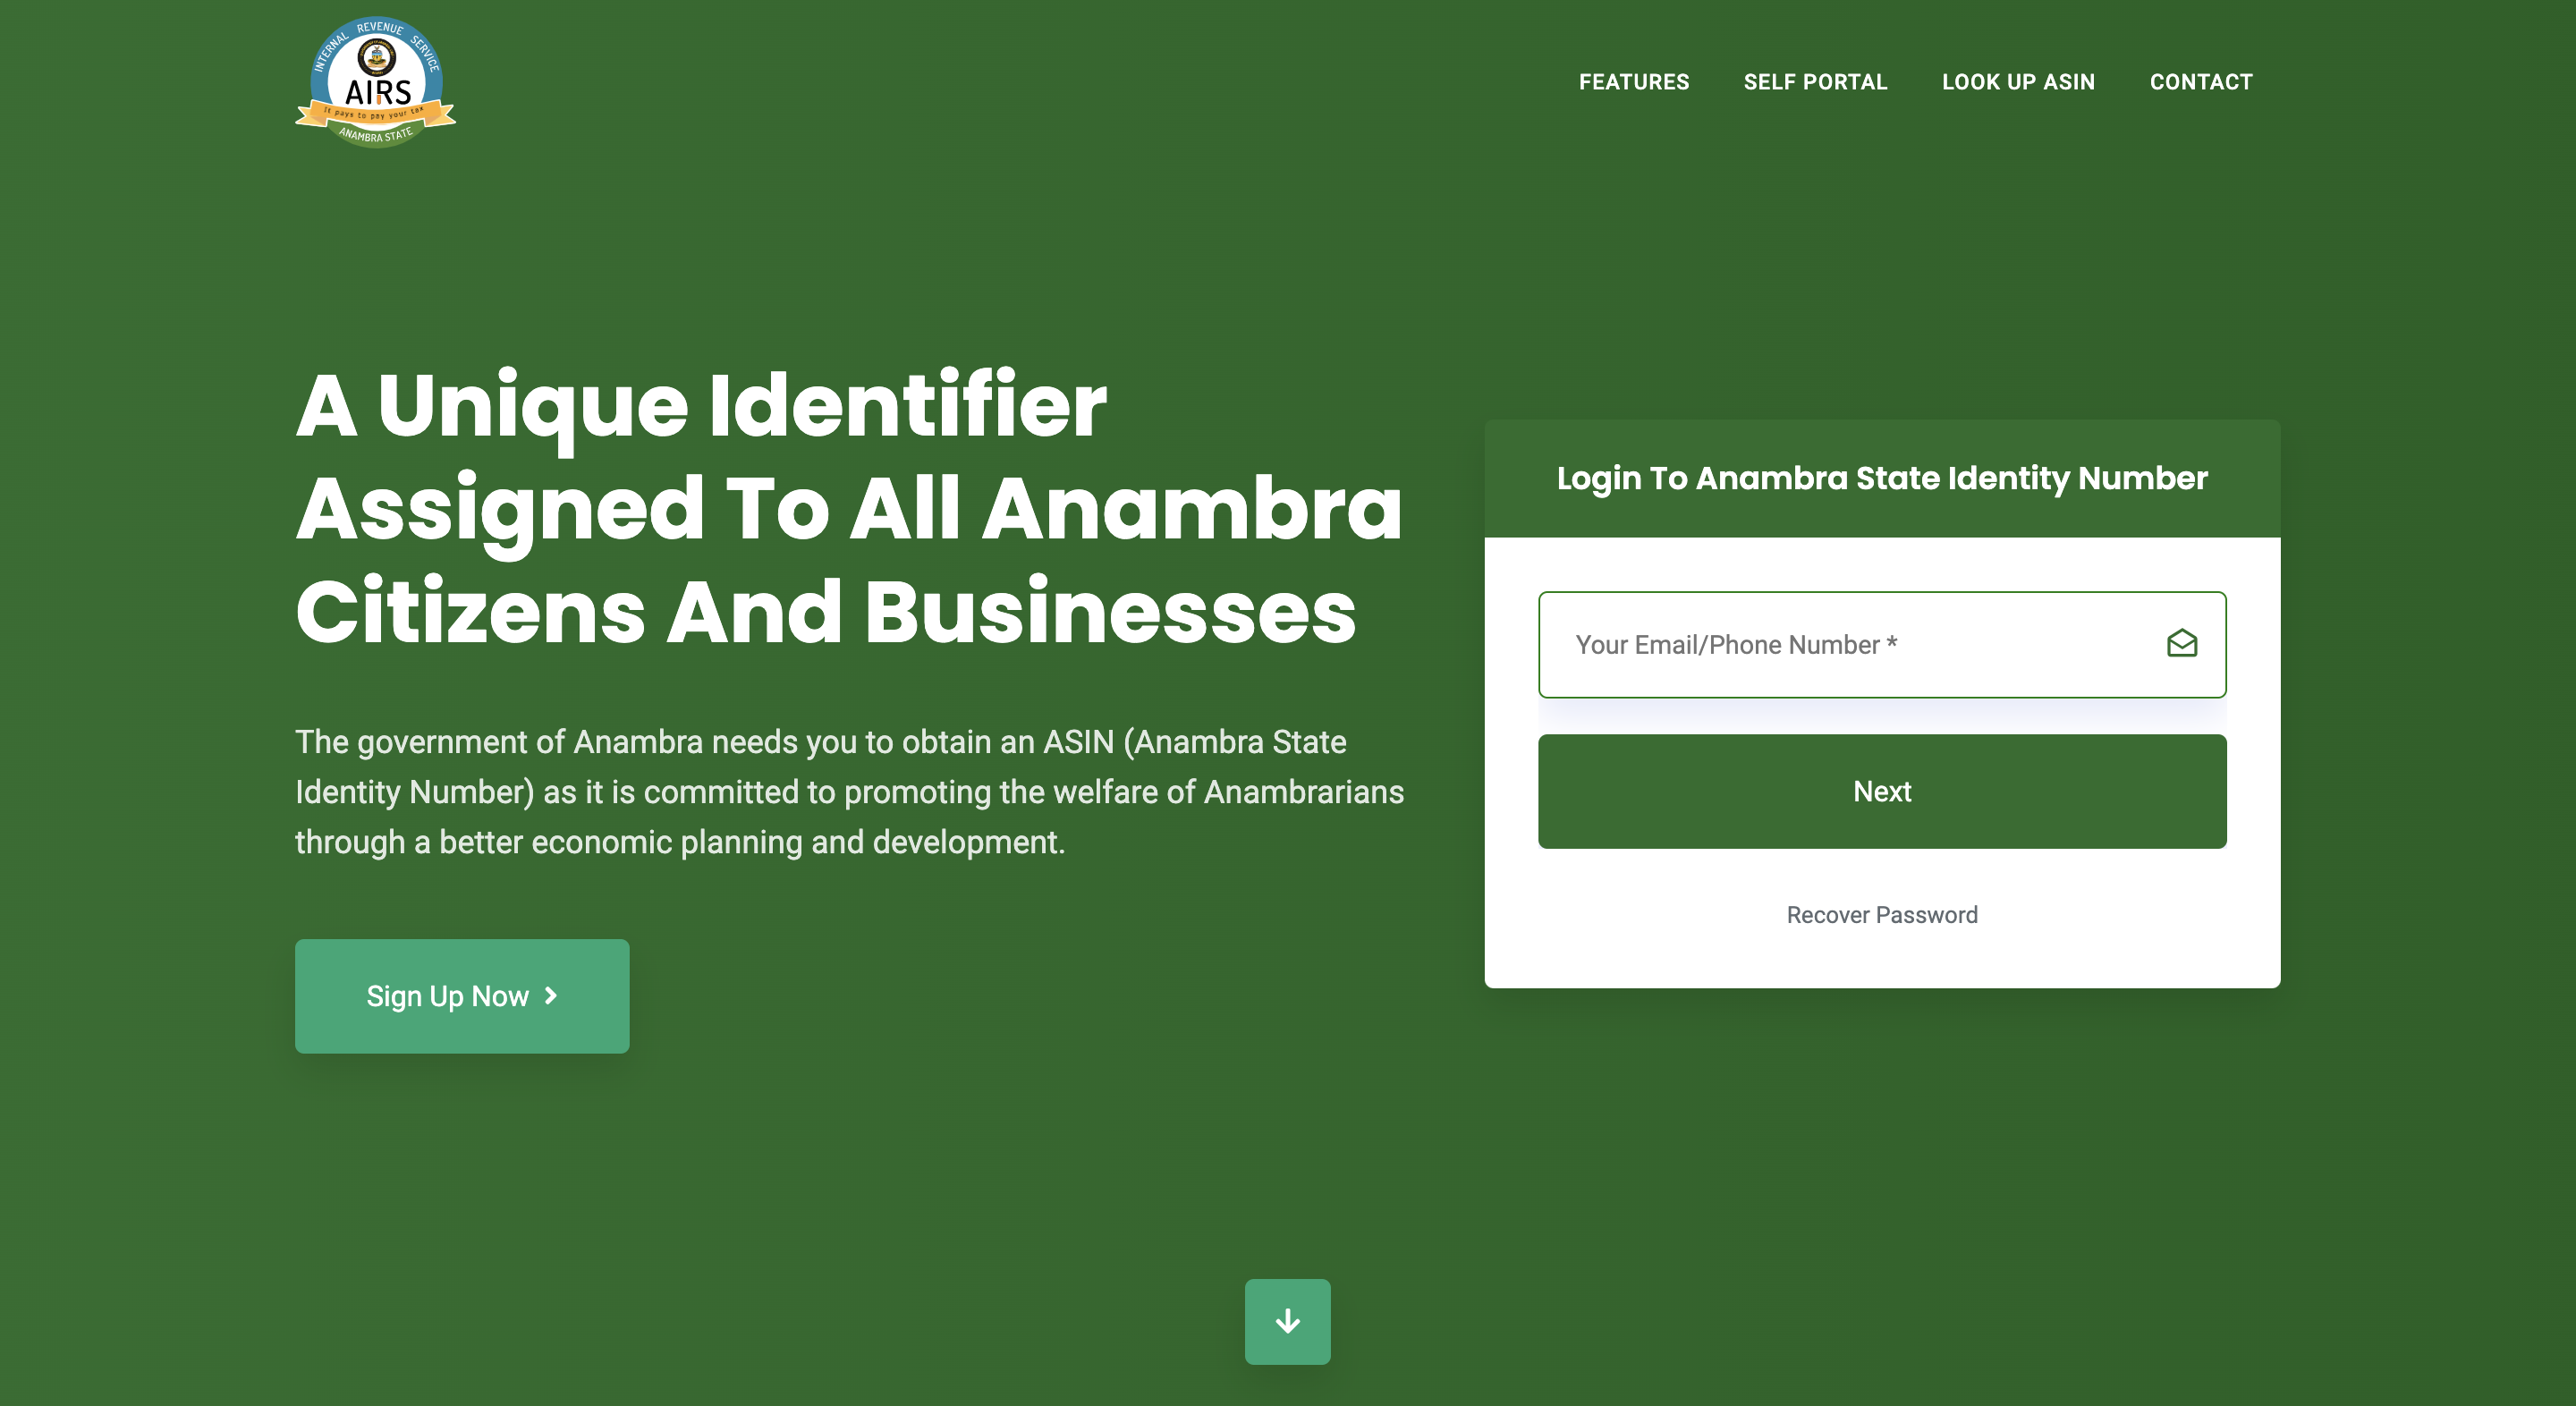 INTERNAL REVENUE SERVICE
AIRS
It pays to pay your tax
ANAMBRA STATE
FEATURES
SELF PORTAL
LOOK UP ASIN
CONTACT
A Unique Identifier
Assigned To All Anambra
Citizens And Businesses
The government of Anambra needs you to obtain an ASIN (Anambra State
Identity Number) as it is committed to promoting the welfare of Anambrarians
through a better economic planning and development.
Sign Up Now
Login To Anambra State Identity Number
Your Email/Phone Number *
Next
Recover Password